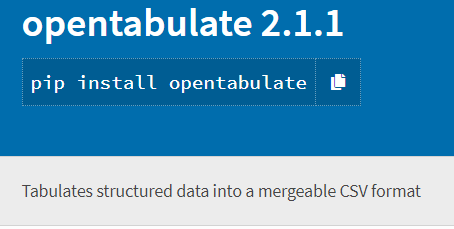 opentabulate 2.1.1
pip install opentabulate
Tabulates structured data into a mergeable CSV format